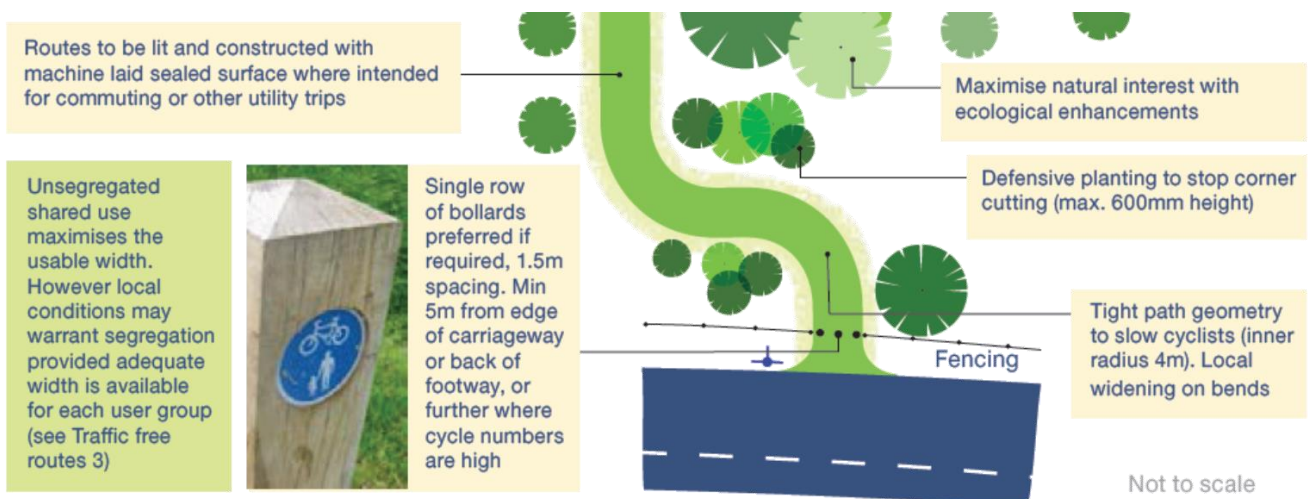 Routes to be lit and constructed with
machine laid sealed surface where intended
for commuting or other utility trips
Maximise natural interest with
ecological enhancements
Defensive planting to stop corner
cutting (max. 600mm height)
Unsegregated
shared use
maximises the
usable width.
However local
conditions may
warrant segregation
provided adequate
width is available
for each user group
(see Traffic free
routes 3)
Single row
of bollards
preferred if
required, 1.5m
spacing. Min
5m from edge
of carriageway
or back of
footway, or
further where
cycle numbers
are high
Tight path geometry
to slow cyclists (inner
radius 4m). Local
widening on bends
Fencing
Not to scale